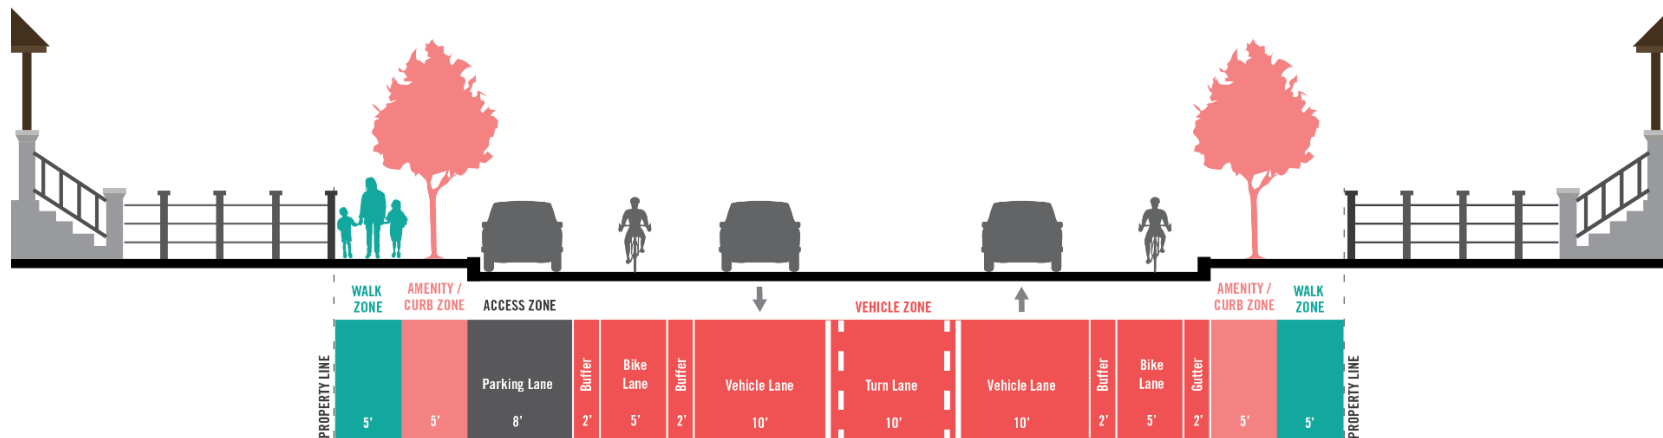 WALK
ZONE
AMENITY /
CURB ZONE
ACCESS ZONE
VEHICLE ZONE
AMENITY /
CURB ZONE
WALK
ZONE
PROPERTY LINE
5'
5'
Parking Lane
8'
Buffer
2'
Bike
Lane
5'
Buffer
2'
Vehicle Lane
10'
Turn Lane
10'
Vehicle Lane
10'
Buffer
2'
Bike
Lane
5'
Gutter
2'
5'
5'
PROPERTY LINE